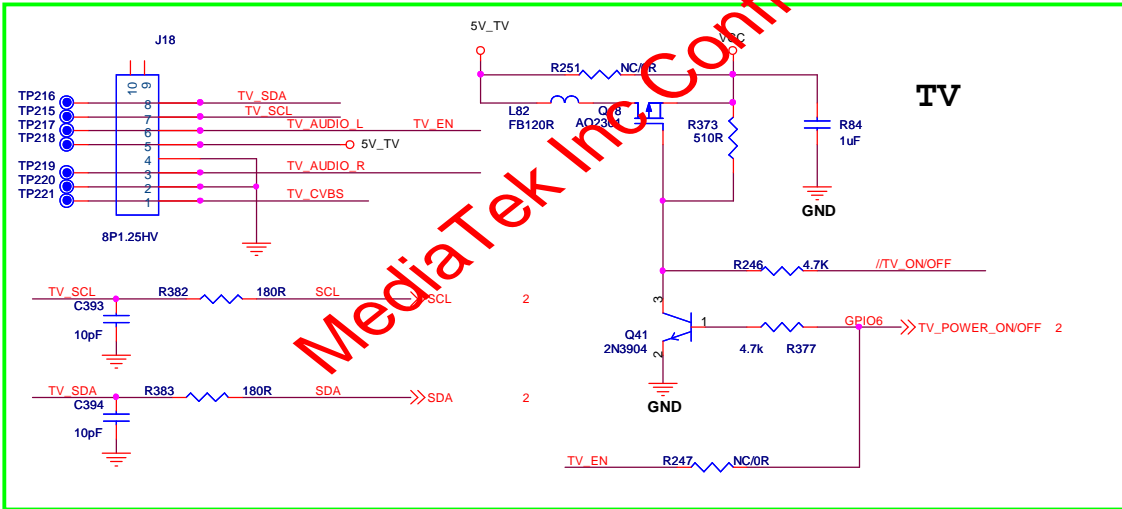 5V_TV
J18
VCC
R251
NC/0R
TV
TP216
TP215
TP217
TP218
TP219
TP220
TP221
10
9
8
7
6
5
4
3
2
1
TV_SDA
TV_SCL
TV_AUDIO_L
TV_EN
5V_TV
TV_AUDIO_R
TV_CVBS
8P1.25HV
L82
FB120R
AO2301
R373
510R
R84
1uF
GND
R246
4.7K
//TV_ON/OFF
TV_SCL
R382
180R
SCL
SCL
2
C393
10pF
3
Q41
2N3904
1
2
4.7k
R377
GPIO6
TV_POWER_ON/OFF
2
GND
TV_SDA
R383
180R
SDA
SDA
2
C394
10pF
TV_EN
R247
NC/0R
MediaTek Inc